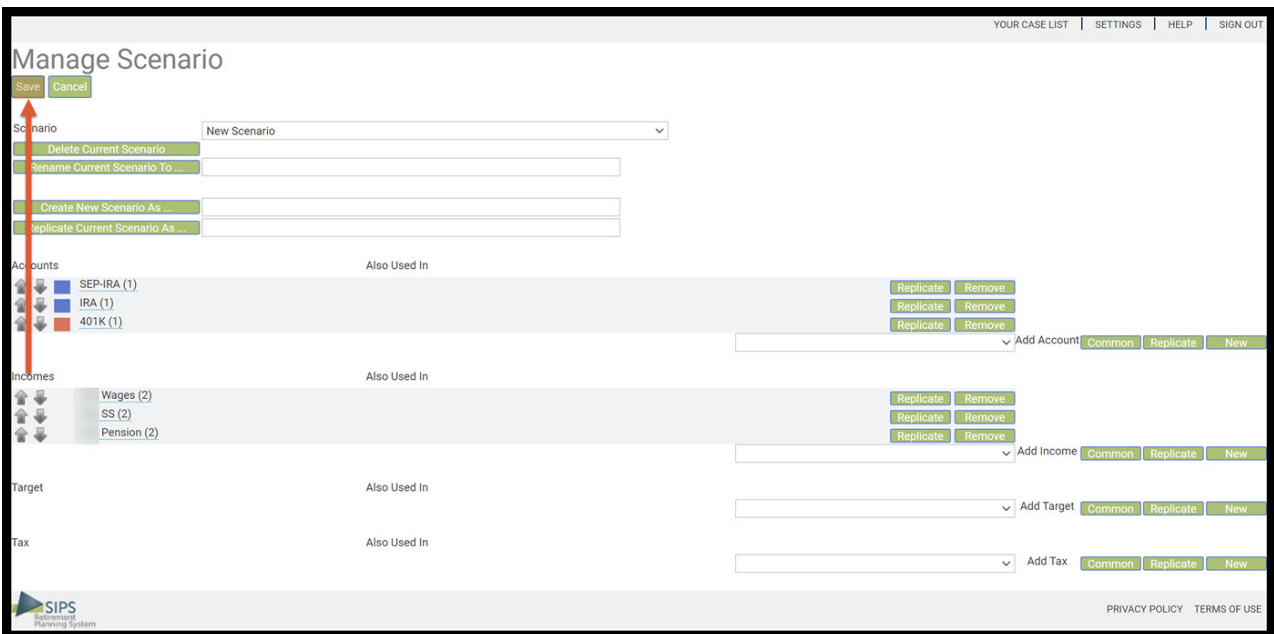 YOUR CASE LIST | SETTINGS | HELP | SIGN OUT
Manage Scenario
Save Cancel
Scenario New Scenario
Delete Current Scenario
Rename Current Scenario To ...
Create New Scenario As ...
Replicate Current Scenario As ...
Accounts Also Used In
SEP-IRA (1) Replicate Remove
IRA (1) Replicate Remove
401K (1) Replicate Remove
Add Account Common Replicate New
Incomes Also Used In
Wages (2) Replicate Remove
SS (2) Replicate Remove
Pension (2) Replicate Remove
Add Income Common Replicate New
Target Also Used In
Add Target Common Replicate New
Tax Also Used In
Add Tax Common Replicate New
SIPS
Retirement
Planning System
PRIVACY POLICY TERMS OF USE